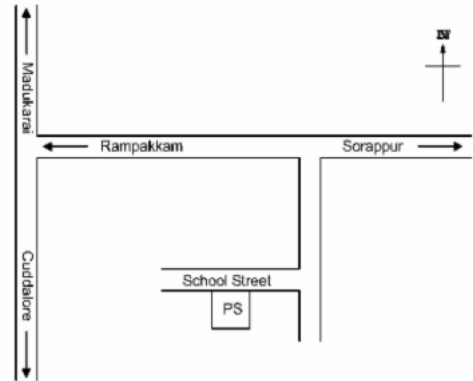 Madukarai
Rampakkam
Sorappur
Cuddalore
School Street
PS